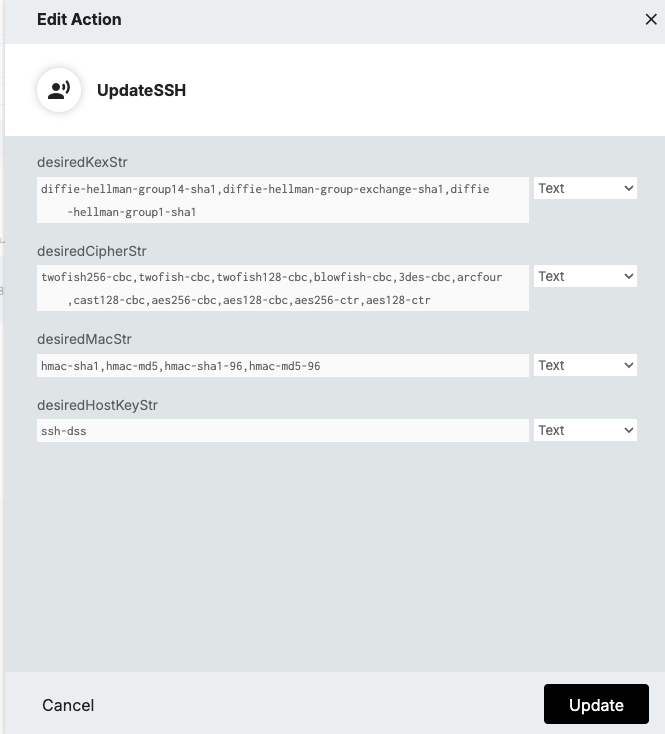 Edit Action
UpdateSSH
desiredKexStr
diffie-hellman-group14-sha1,diffie-hellman-group-exchange-sha1,diffie
-hellman-group1-sha1
Text
desiredCipherStr
twofish256-cbc,twofish-cbc,twofish128-cbc,blowfish-cbc,3des-cbc,arcfour
,cast128-cbc,aes256-cbc,aes128-cbc,aes256-ctr,aes128-ctr
Text
desiredMacStr
hmac-sha1,hmac-md5,hmac-sha1-96,hmac-md5-96
Text
desiredHostKeyStr
ssh-dss
Text
Cancel
Update